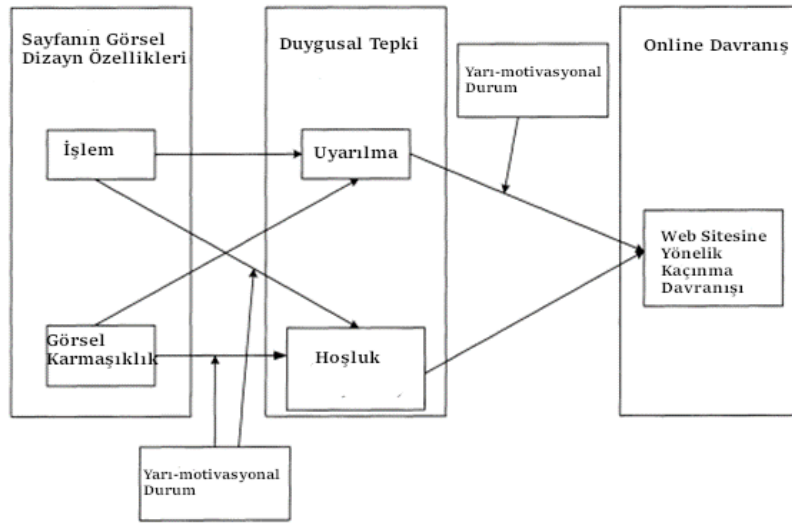 Sayfanın Görsel
Dizayn Özellikleri
İşlem
Görsel
Karmaşıklık
Duygusal Tepki
Uyarılma
Hoşluk
Yarı-motivasyonal
Durum
Yarı-motivasyonal
Durum
Online Davranış
Web Sitesine
Yönelik
Kaçınma
Davranışı